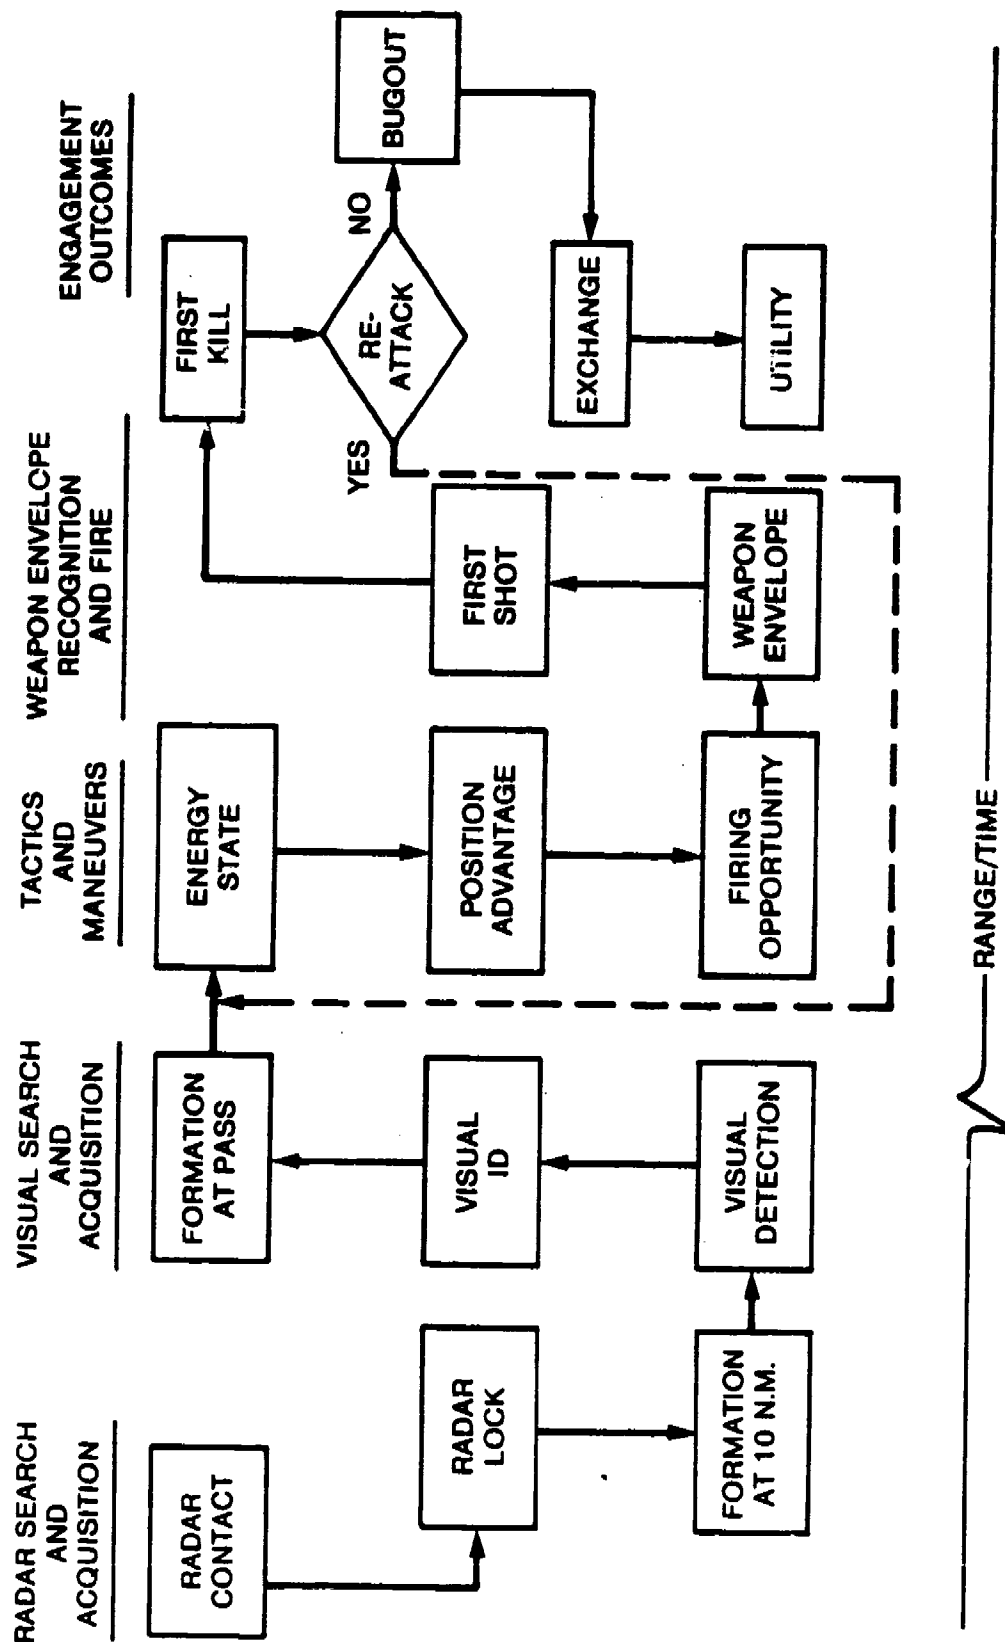 RADAR SEARCH
AND
ACQUISITION
RADAR
CONTACT
RADAR
LOCK
FORMATION
AT 10 N.M.
VISUAL SEARCH
AND
ACQUISITION
FORMATION
AT PASS
VISUAL
ID
VISUAL
DETECTION
TACTICS
AND
MANEUVERS
ENERGY
STATE
POSITION
ADVANTAGE
FIRING
OPPORTUNITY
WEAPON ENVELCPE
RECOGNITION
AND FIRE
FIRST
SHOT
WEAPON
ENVELOPE
ENGAGEMENT
OUTCOMES
FIRST
KILL
RE-
ATTACK
YES
NO
BUGOUT
EXCHANGE
UTILITY
RANGE/TIME